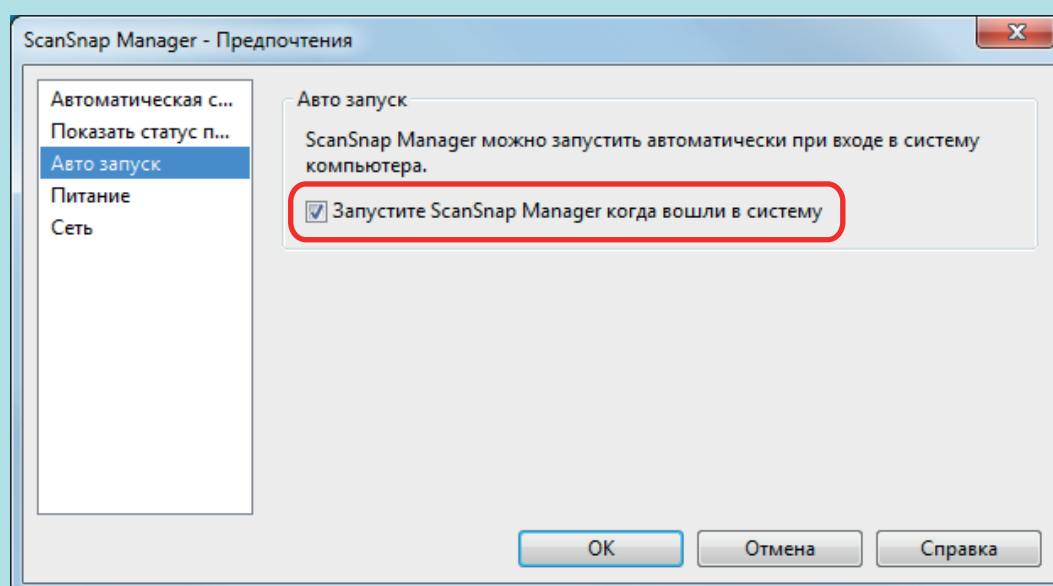 ScanSnap Manager - Предпочтения
Автоматическая с...
Показать статус п...
Авто запуск
Питание
Сеть
Авто запуск
ScanSnap Manager можно запустить автоматически при входе в систему
компьютера.
Запустите ScanSnap Manager когда вошли в систему
OK
Отмена
Справка